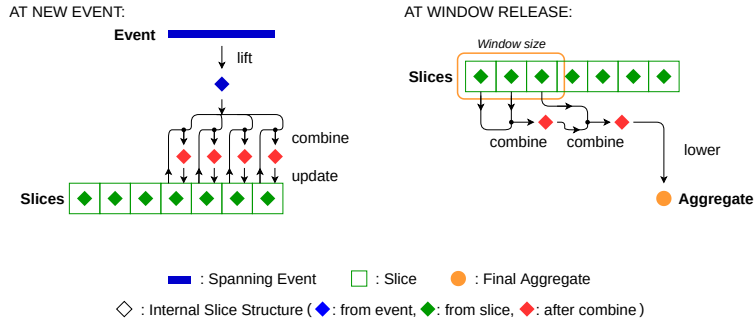 AT NEW EVENT:
Event
lift
combine
update
Slices
AT WINDOW RELEASE:
Window size
Slices
combine combine
lower
Aggregate
: Spanning Event : Slice : Final Aggregate
: Internal Slice Structure ( : from event, : from slice, : after combine )